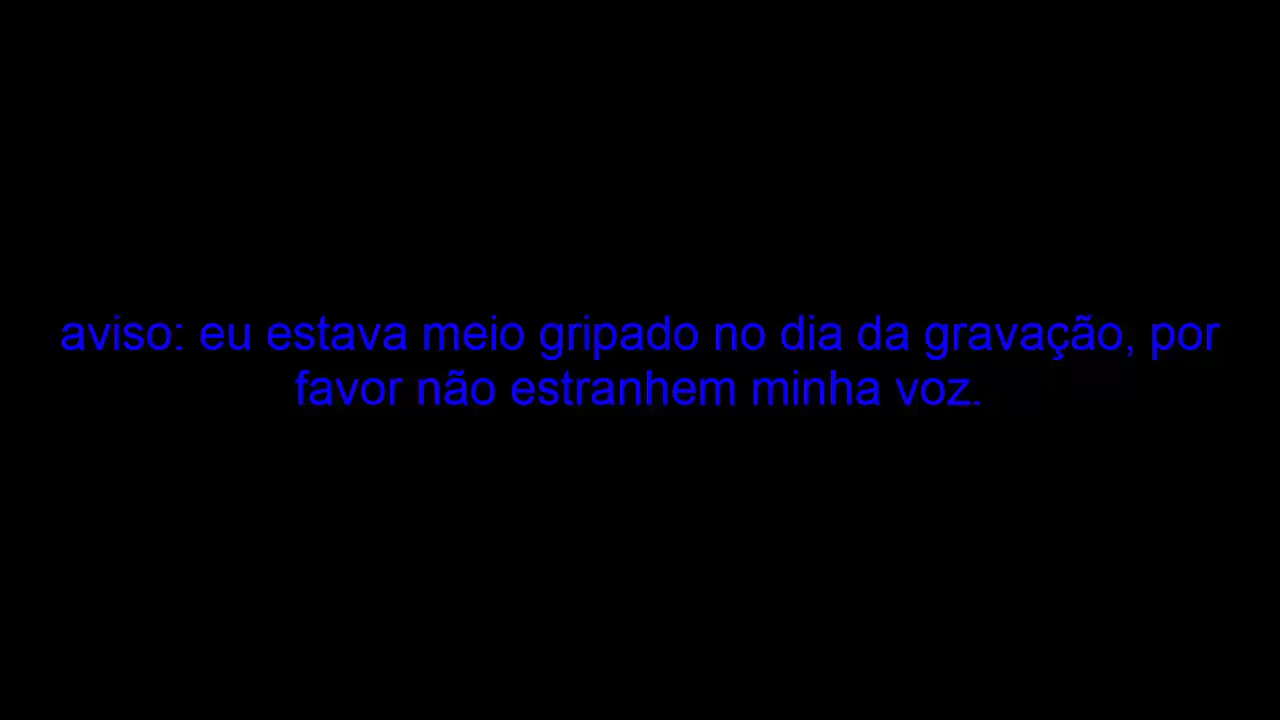 aviso: eu estava meio gripado no dia da gravação, por
favor não estranhem minha voz.